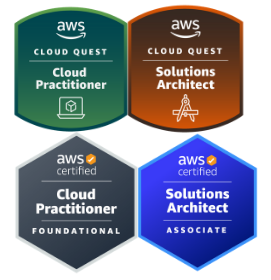 aws
CLOUD QUEST
Cloud
Practitioner
aws
CLOUD QUEST
Solutions
Architect
aws
certified
Cloud
Practitioner
FOUNDATIONAL
aws
certified
Solutions
Architect
ASSOCIATE